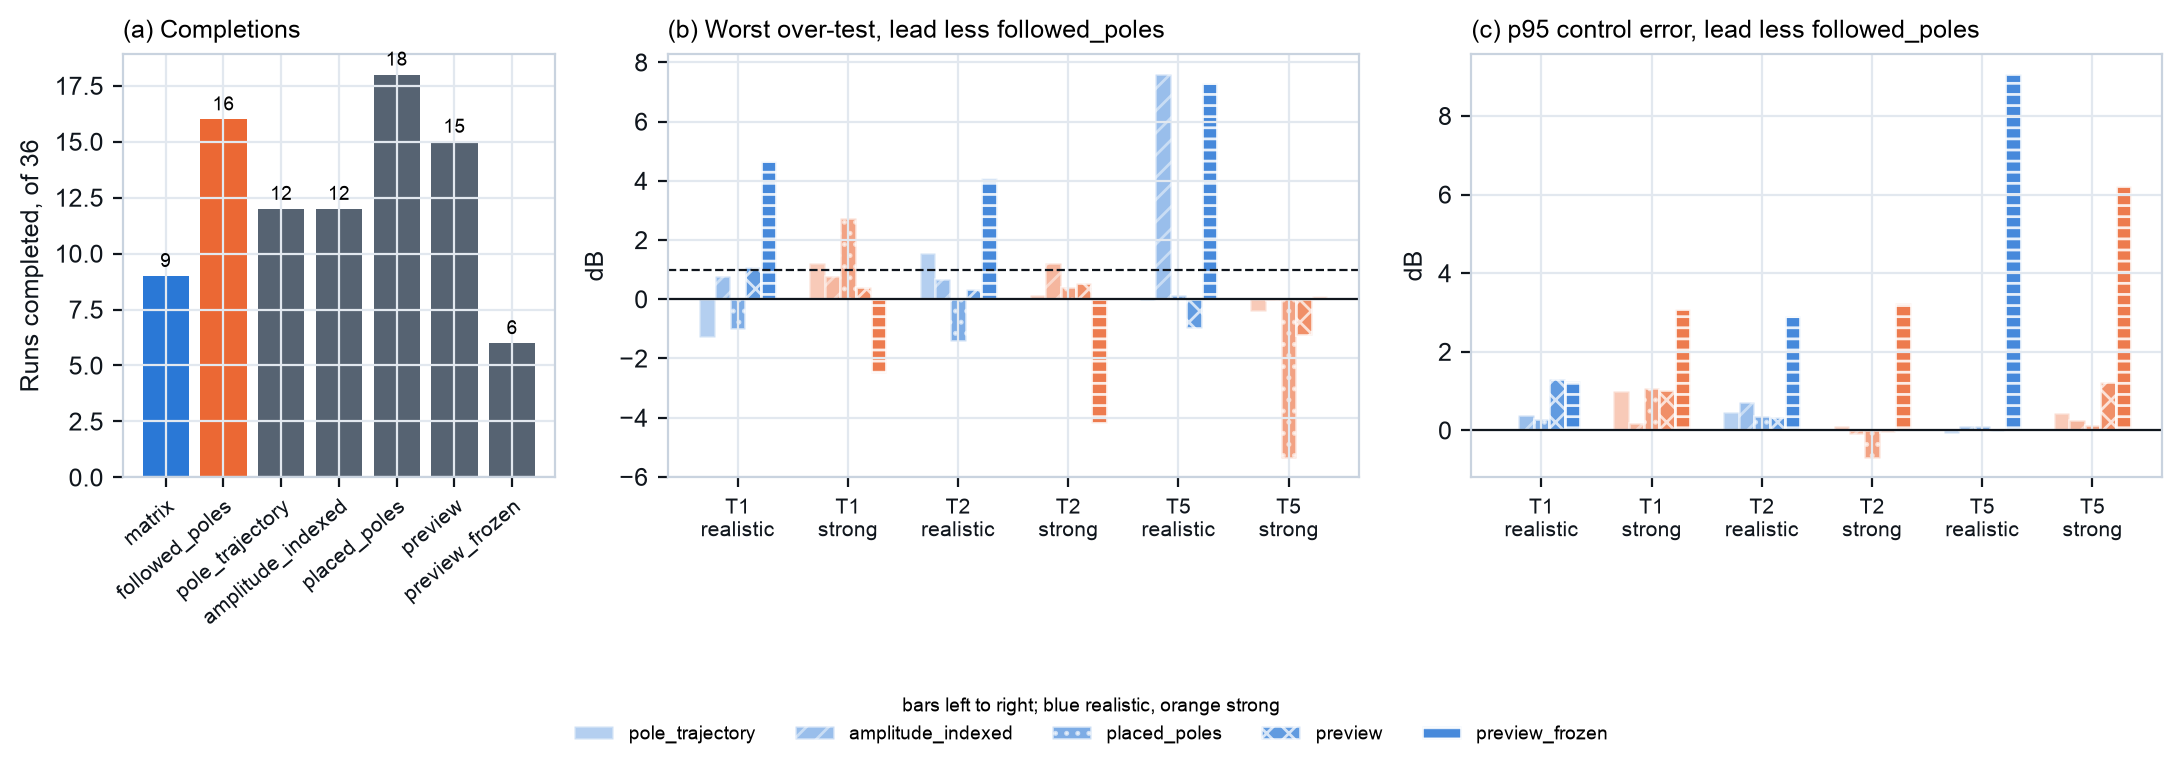 (a) Completions
Runs completed, of 36
17.5
15.0
12.5
10.0
7.5
5.0
2.5
0.0
9
16
12
12
18
15
6
matrix
followed_poles
pole_trajectory
amplitude_indexed
placed_poles
preview
preview_frozen
(b) Worst over-test, lead less followed_poles
dB
8
6
4
2
0
−2
−4
−6
T1
realistic
T1
strong
T2
realistic
T2
strong
T5
realistic
T5
strong
(c) p95 control error, lead less followed_poles
dB
8
6
4
2
0
T1
realistic
T1
strong
T2
realistic
T2
strong
T5
realistic
T5
strong
bars left to right; blue realistic, orange strong
pole_trajectory
amplitude_indexed
placed_poles
preview
preview_frozen